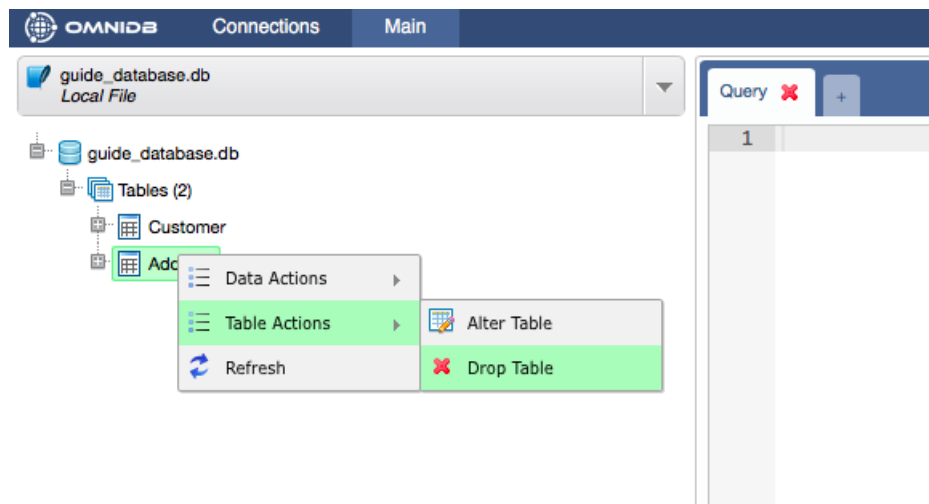 OMNIDB Connections Main
guide_database.db
Local File
Query +
1
guide_database.db
Tables (2)
Customer
Data Actions
Table Actions
Refresh
Alter Table
Drop Table